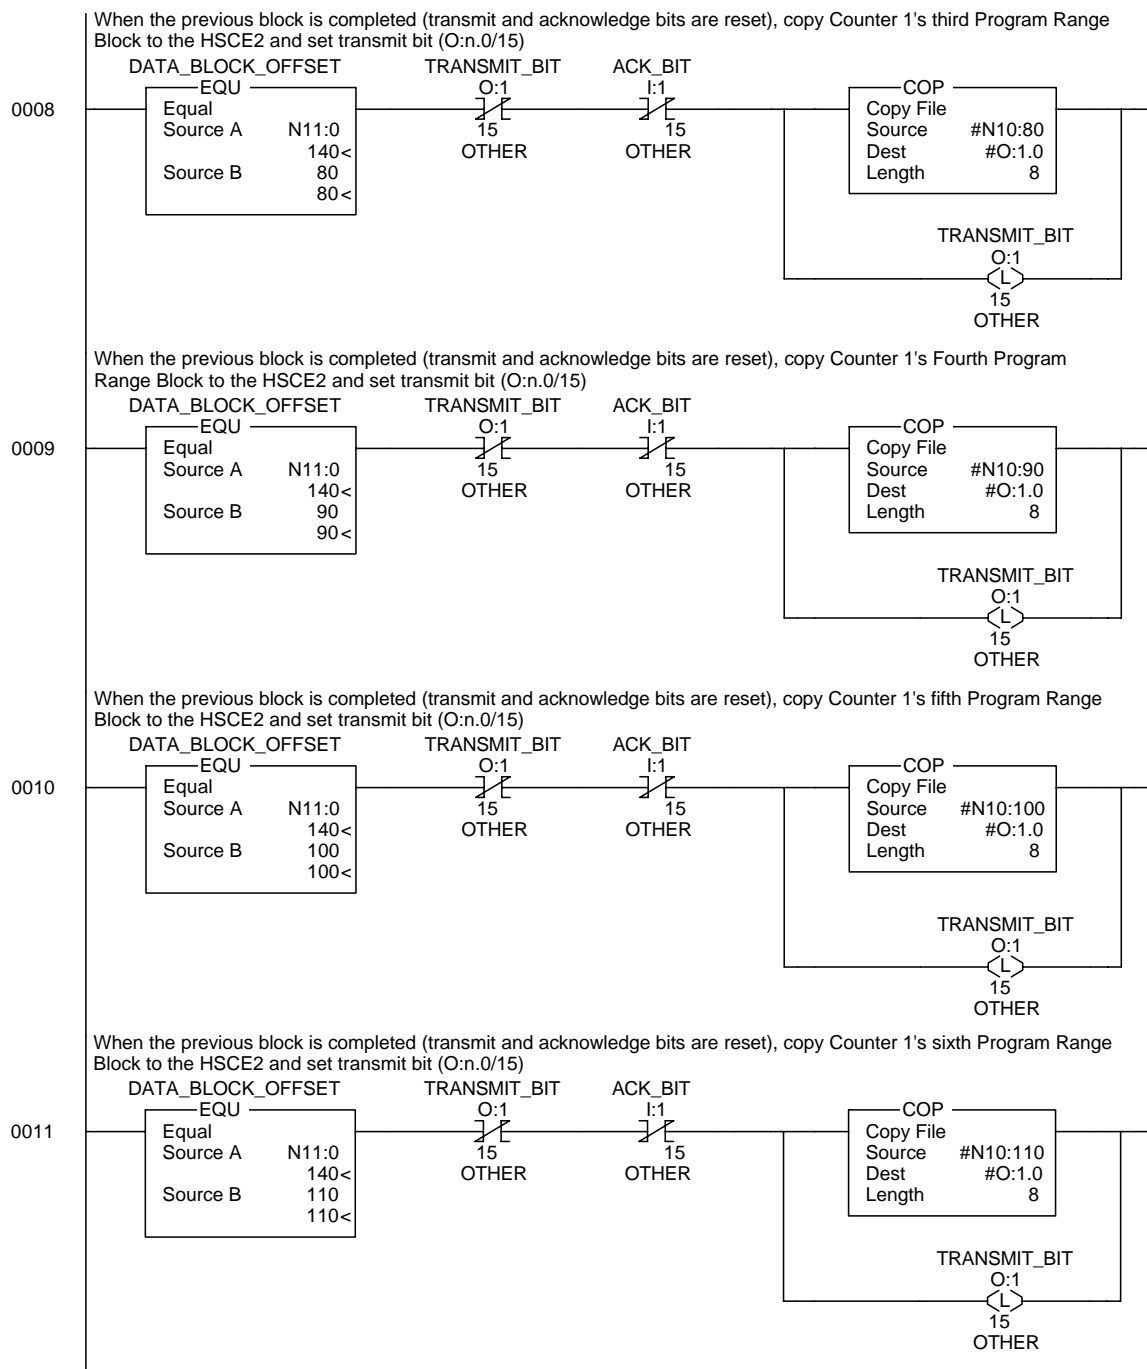 When the previous block is completed (transmit and acknowledge bits are reset), copy Counter 1's third Program Range
Block to the HSCE2 and set transmit bit (O:n.0/15)
DATA_BLOCK_OFFSET TRANSMIT_BIT ACK_BIT
EQU O:1 I:1 COP
0008 Equal Copy File
Source A N11:0 15 15 Source #N10:80
140< OTHER OTHER Dest #O:1.0
Source B 80 Length 8
80<
TRANSMIT_BIT
O:1
L
15
OTHER
When the previous block is completed (transmit and acknowledge bits are reset), copy Counter 1's Fourth Program
Range Block to the HSCE2 and set transmit bit (O:n.0/15)
DATA_BLOCK_OFFSET TRANSMIT_BIT ACK_BIT
EQU O:1 I:1 COP
0009 Equal Copy File
Source A N11:0 15 15 Source #N10:90
140< OTHER OTHER Dest #O:1.0
Source B 90 Length 8
90<
TRANSMIT_BIT
O:1
L
15
OTHER
When the previous block is completed (transmit and acknowledge bits are reset), copy Counter 1's fifth Program Range
Block to the HSCE2 and set transmit bit (O:n.0/15)
DATA_BLOCK_OFFSET TRANSMIT_BIT ACK_BIT
EQU O:1 I:1 COP
0010 Equal Copy File
Source A N11:0 15 15 Source #N10:100
140< OTHER OTHER Dest #O:1.0
Source B 100 Length 8
100<
TRANSMIT_BIT
O:1
L
15
OTHER
When the previous block is completed (transmit and acknowledge bits are reset), copy Counter 1's sixth Program Range
Block to the HSCE2 and set transmit bit (O:n.0/15)
DATA_BLOCK_OFFSET TRANSMIT_BIT ACK_BIT
EQU O:1 I:1 COP
0011 Equal Copy File
Source A N11:0 15 15 Source #N10:110
140< OTHER OTHER Dest #O:1.0
Source B 110 Length 8
110<
TRANSMIT_BIT
O:1
L
15
OTHER